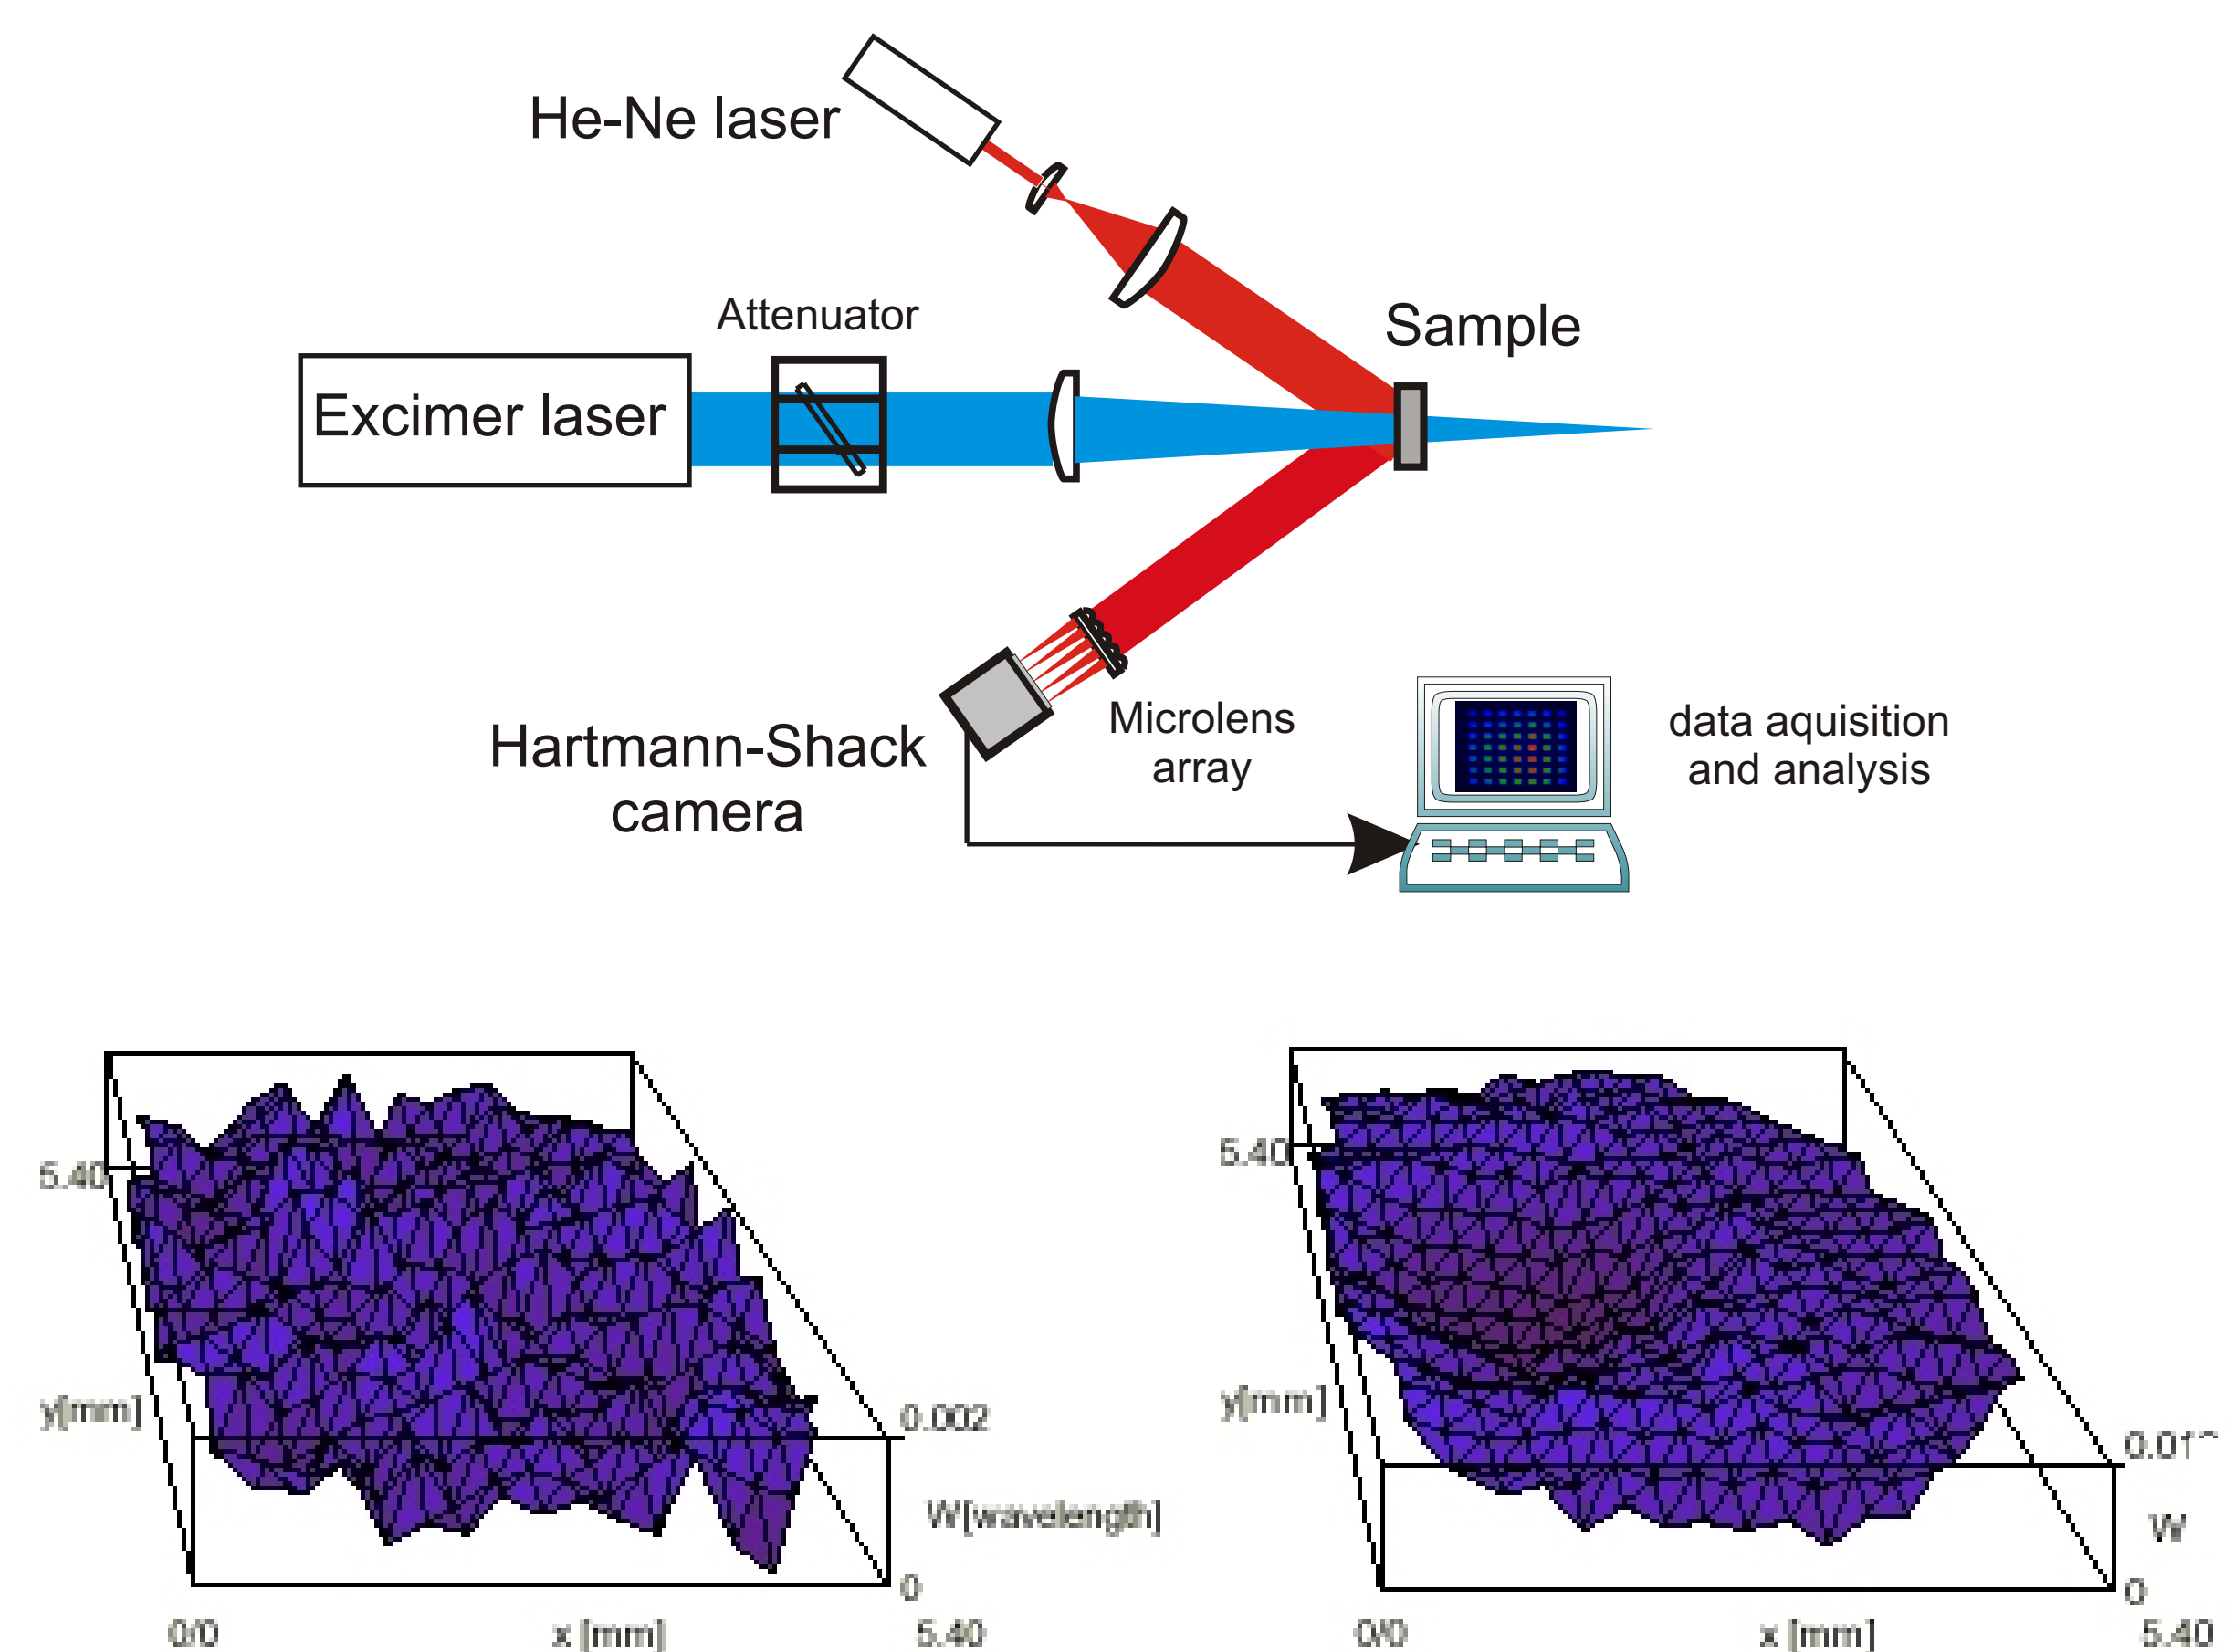 He-Ne laser
Attenuator
Sample
Excimer laser
Hartmann-Shack
camera
Microlens
array
data aquisition
and analysis
5.40
y[mm]
0.002
W[wavelength]
0
0/0
x [mm]
5.40
5.40
y[mm]
W
0
0/0
x [mm]
5.40